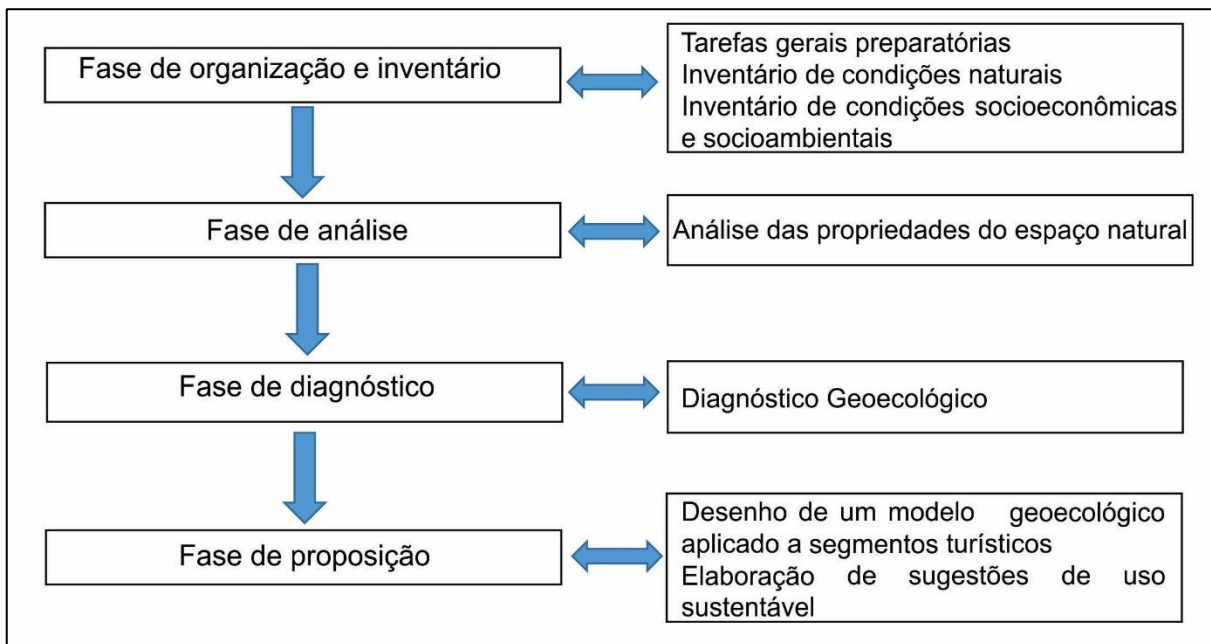 Fase de organização e inventário
Tarefas gerais preparatórias
Inventário de condições naturais
Inventário de condições socioeconômicas
e socioambientais
Fase de análise
Análise das propriedades do espaço natural
Fase de diagnóstico
Diagnóstico Geoecológico
Fase de proposição
Desenho de um modelo geoecológico
aplicado a segmentos turísticos
Elaboração de sugestões de uso
sustentável